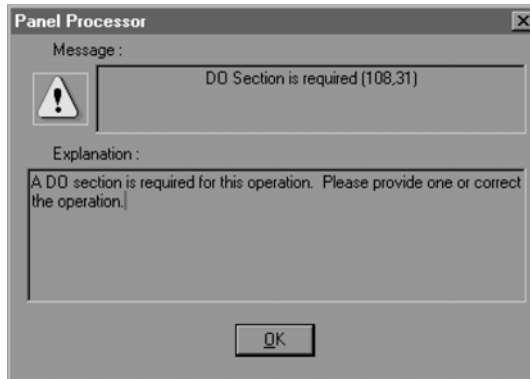 Panel Processor
Message :
DO Section is required (108,31)
Explanation :
A DO section is required for this operation.  Please provide one or correct
the operation.
OK